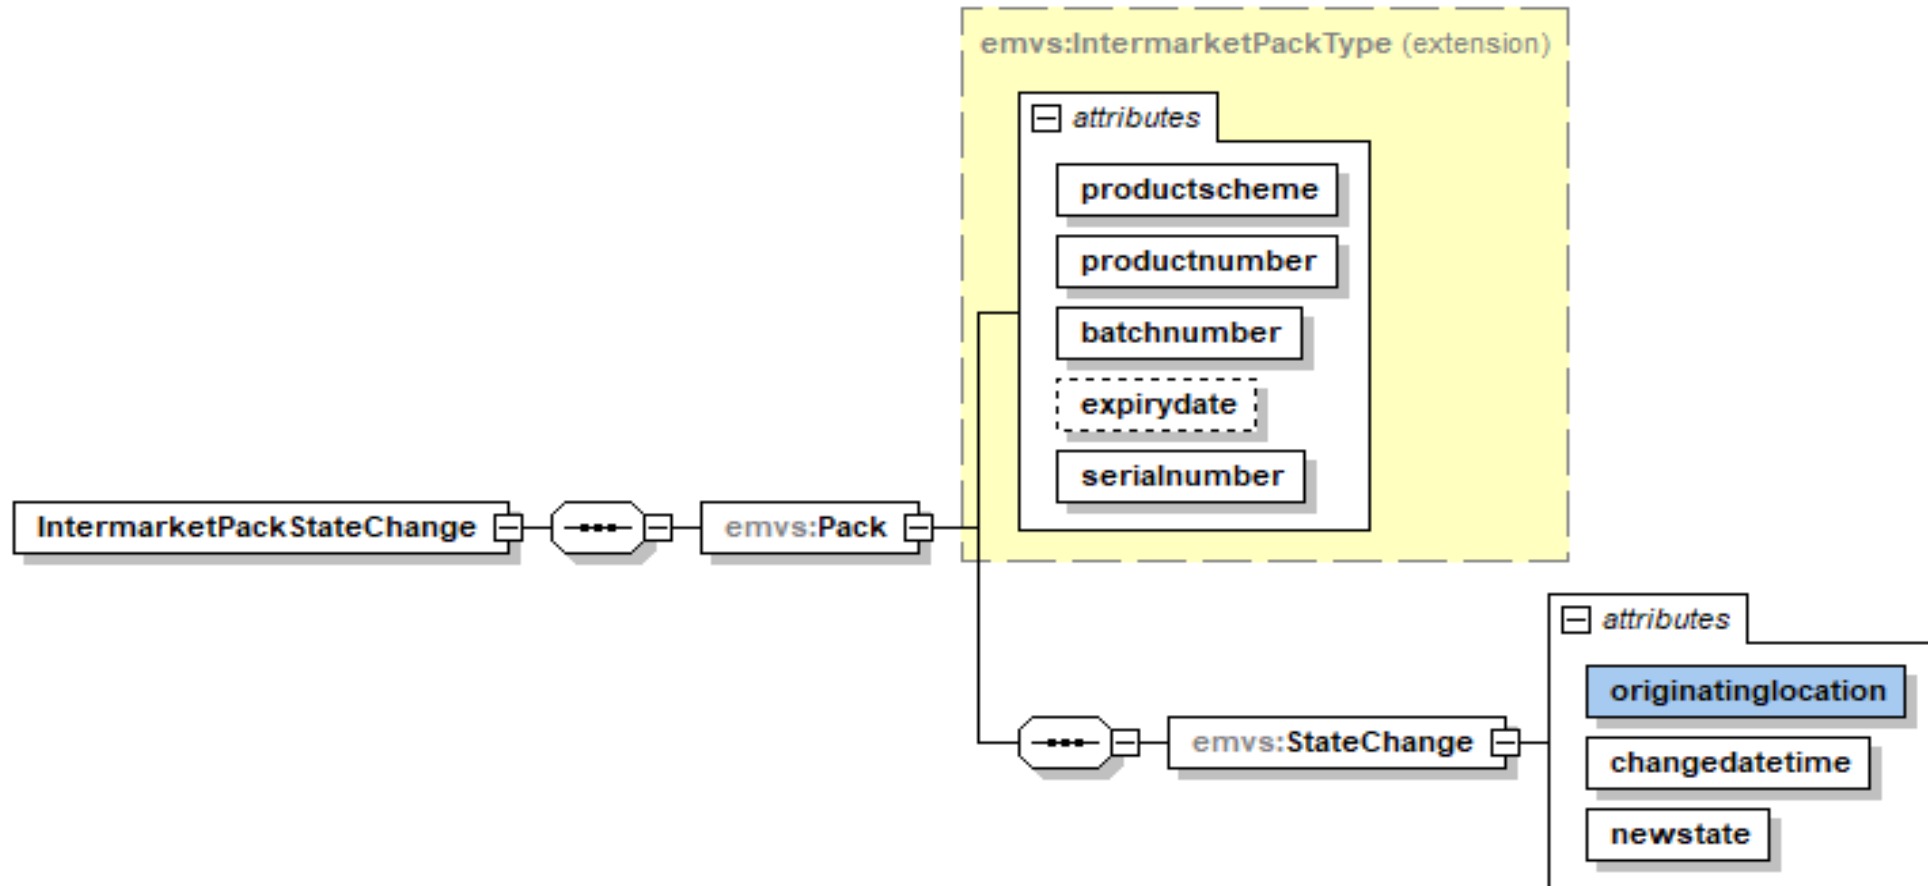 emvs:IntermarketPackType (extension)
attributes
productscheme
productnumber
batchnumber
expirydate
serialnumber
IntermarketPackStateChange
emvs:Pack
attributes
originatinglocation
emvs:StateChange
changedatetime
newstate